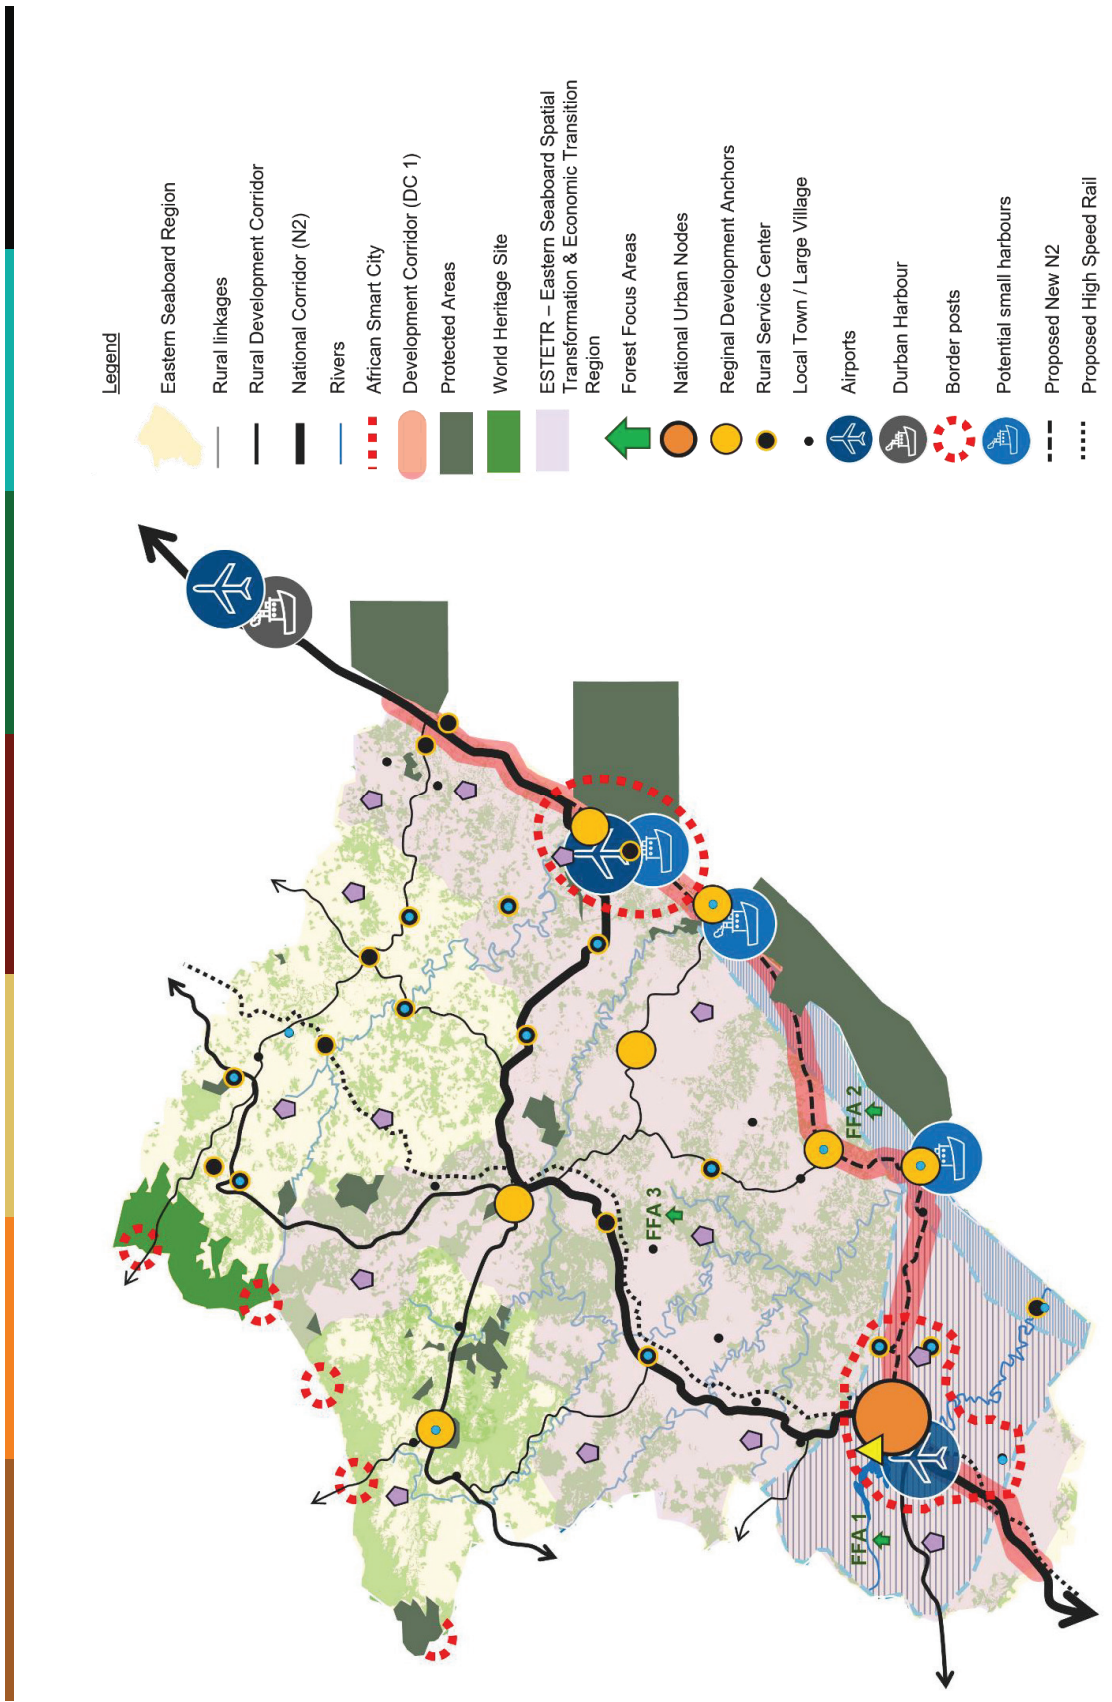 Legend
Eastern Seaboard Region
Rural linkages
Rural Development Corridor
National Corridor (N2)
Rivers
African Smart City
Development Corridor (DC 1)
Protected Areas
World Heritage Site
ESTETR – Eastern Seaboard Spatial
Transformation & Economic Transition
Region
Forest Focus Areas
National Urban Nodes
Reginal Development Anchors
Rural Service Center
Local Town / Large Village
Airports
Durban Harbour
Border posts
Potential small harbours
Proposed New N2
Proposed High Speed Rail
FFA 3
FFA 2
FFA 1